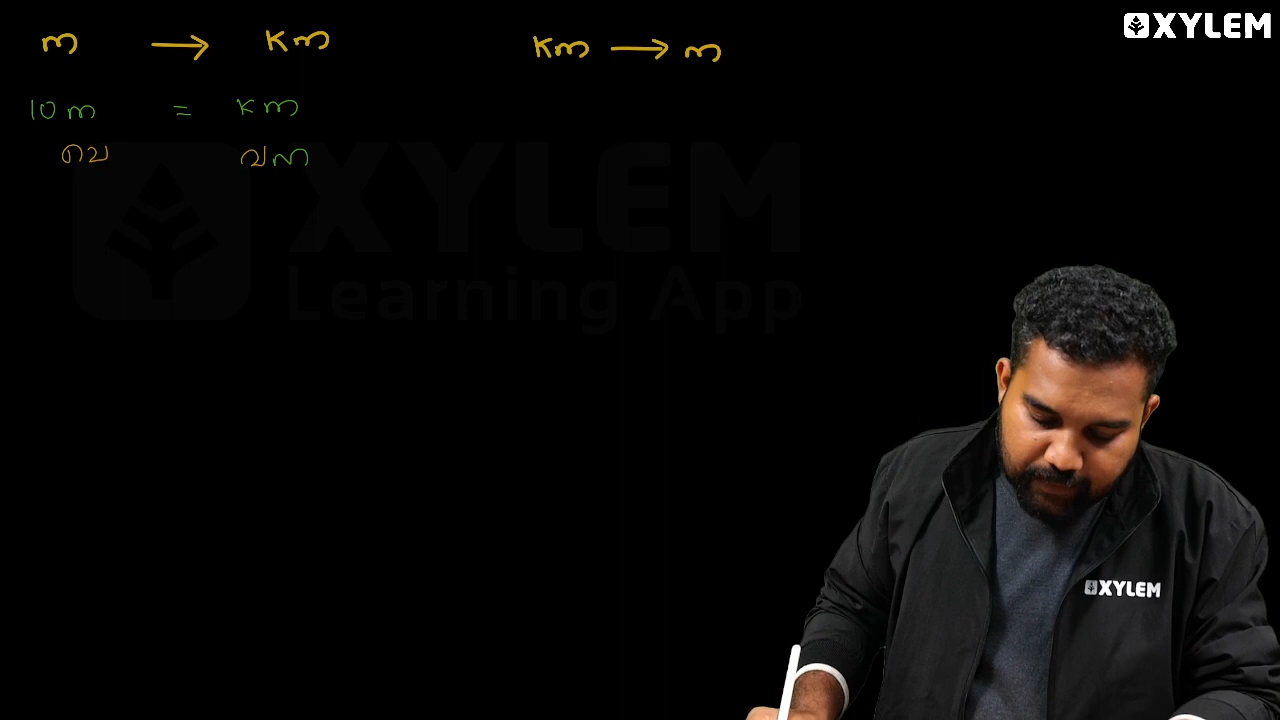 m → Km
Km → m
10 m = Km
XYLEM
XYLEM
Learning App
XYLEM